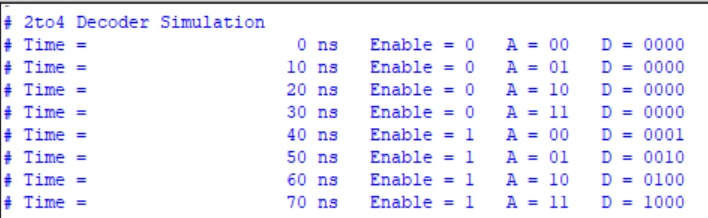 # 2to4 Decoder Simulation
# Time =                    0 ns   Enable = 0   A = 00   D = 0000
# Time =                   10 ns   Enable = 0   A = 01   D = 0000
# Time =                   20 ns   Enable = 0   A = 10   D = 0000
# Time =                   30 ns   Enable = 0   A = 11   D = 0000
# Time =                   40 ns   Enable = 1   A = 00   D = 0001
# Time =                   50 ns   Enable = 1   A = 01   D = 0010
# Time =                   60 ns   Enable = 1   A = 10   D = 0100
# Time =                   70 ns   Enable = 1   A = 11   D = 1000